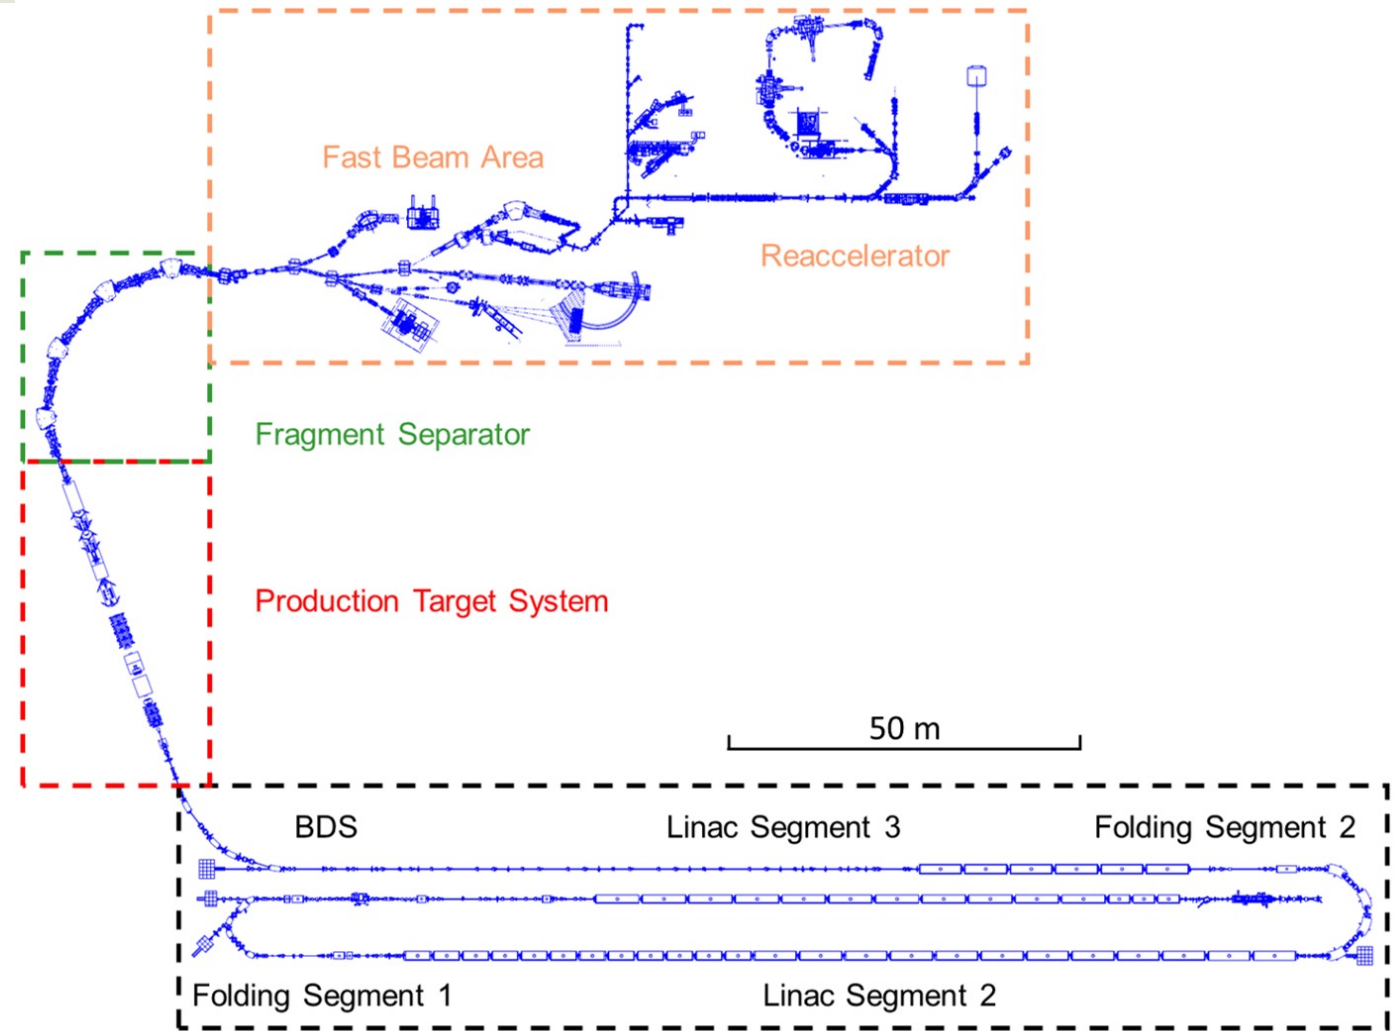 Fast Beam Area
Reaccelerator
Fragment Separator
Production Target System
50 m
BDS
Linac Segment 3
Folding Segment 2
Folding Segment 1
Linac Segment 2